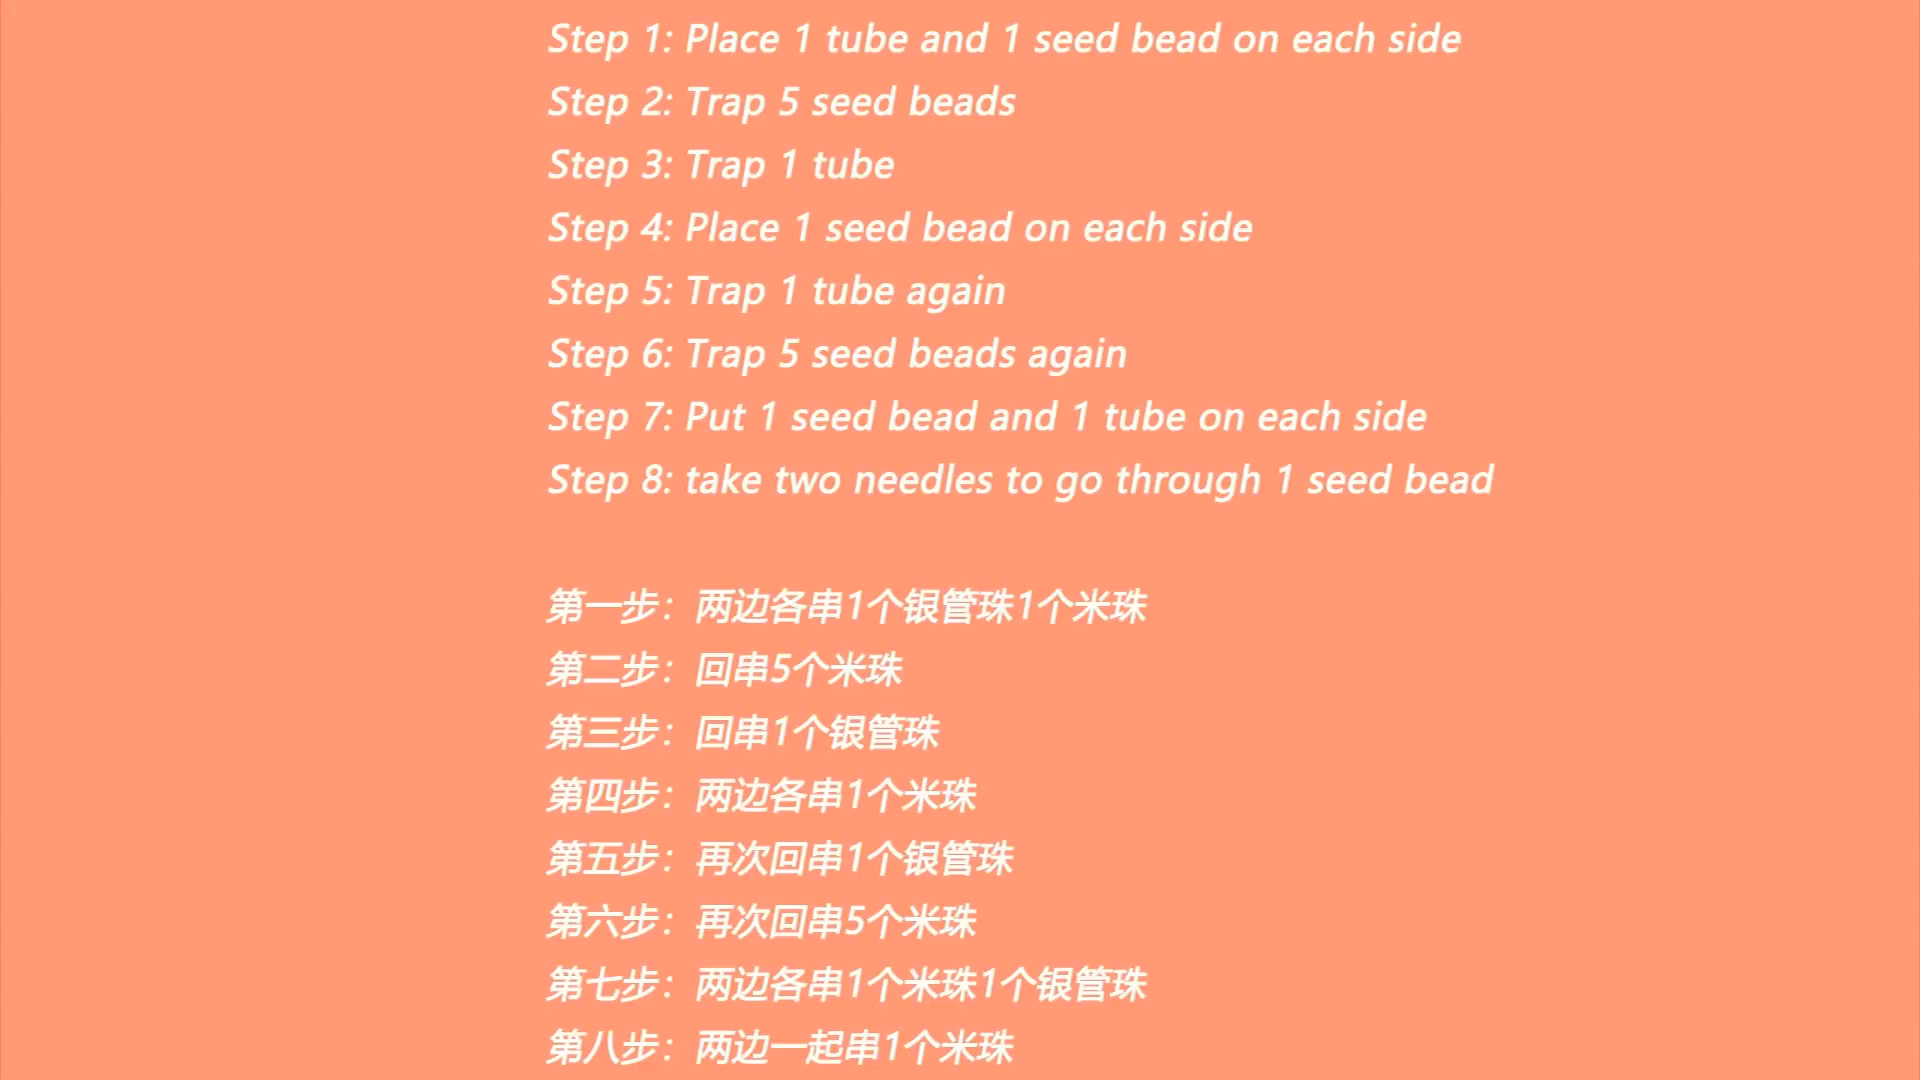 Step 1: Place 1 tube and 1 seed bead on each side
Step 2: Trap 5 seed beads
Step 3: Trap 1 tube
Step 4: Place 1 seed bead on each side
Step 5: Trap 1 tube again
Step 6: Trap 5 seed beads again
Step 7: Put 1 seed bead and 1 tube on each side
Step 8: take two needles to go through 1 seed bead
第一步：两边各串1个银管珠1个米珠
第二步：回串5个米珠
第三步：回串1个银管珠
第四步：两边各串1个米珠
第五步：再次回串1个银管珠
第六步：再次回串5个米珠
第七步：两边各串1个米珠1个银管珠
第八步：两边一起串1个米珠